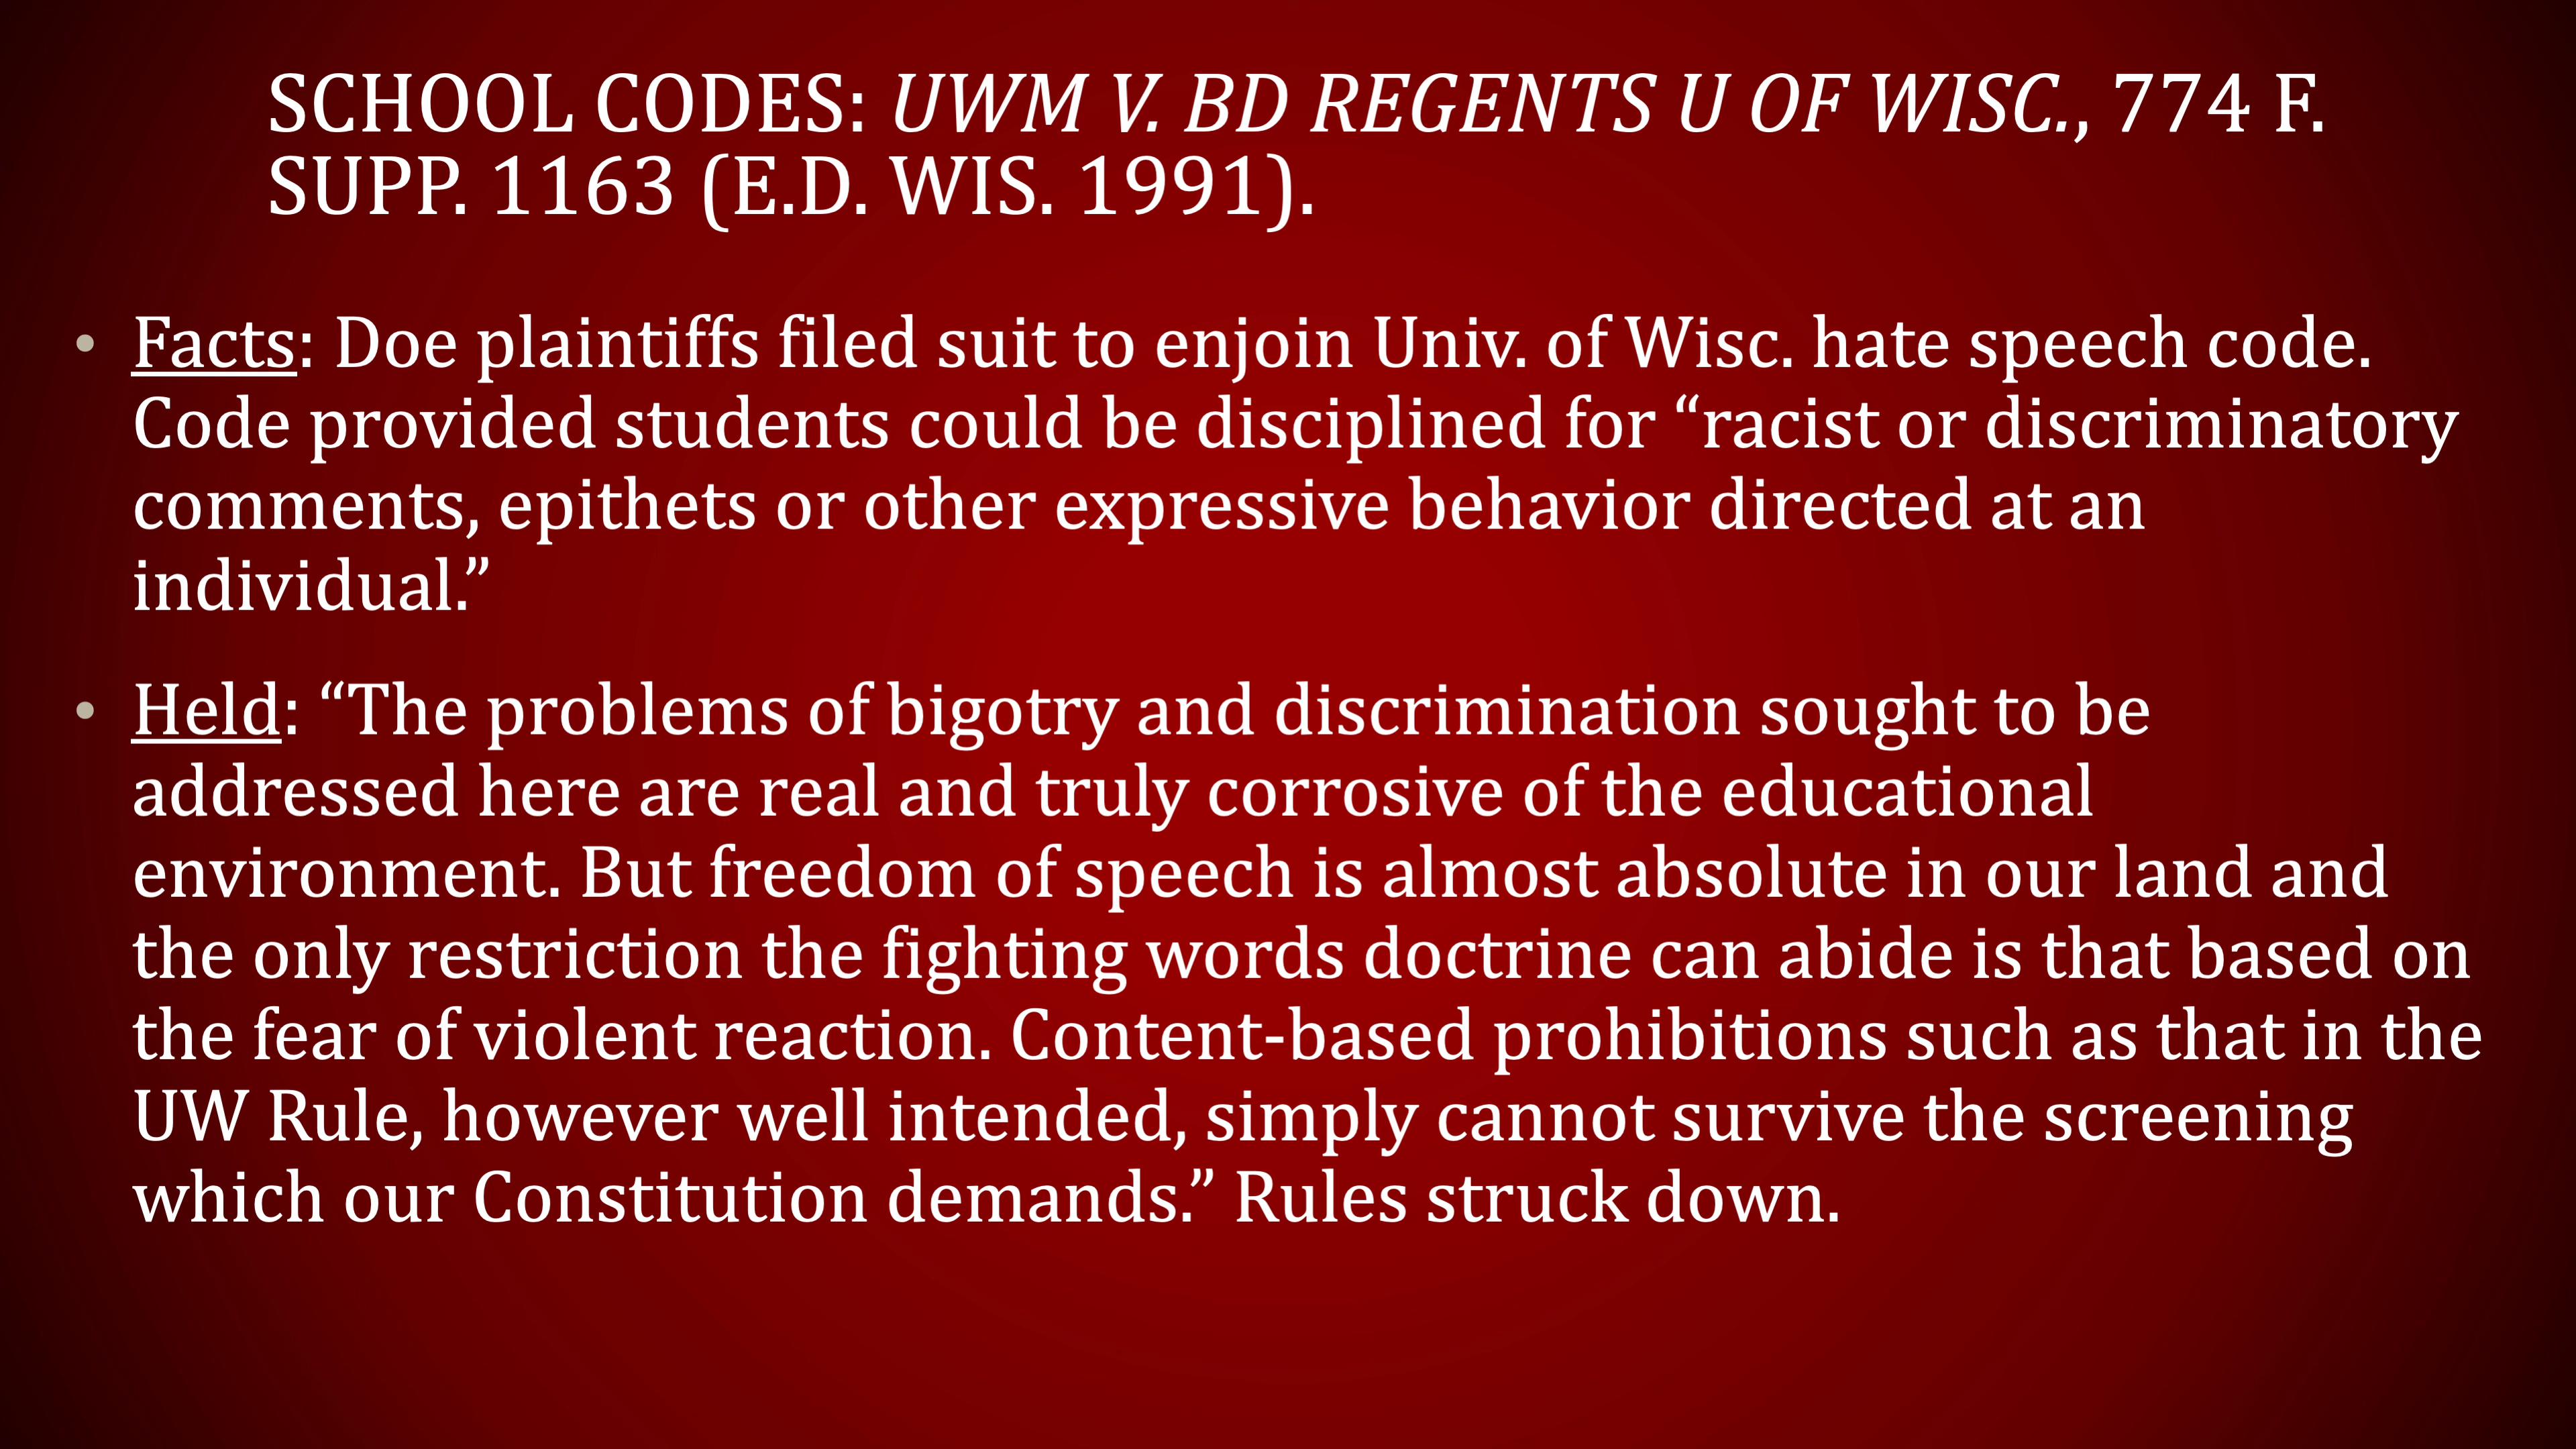 SCHOOL CODES: UWM V. BD REGENTS U OF WISC., 774 F.
SUPP. 1163 (E.D. WIS. 1991).
• Facts: Doe plaintiffs filed suit to enjoin Univ. of Wisc. hate speech code.
Code provided students could be disciplined for “racist or discriminatory
comments, epithets or other expressive behavior directed at an
individual.”
• Held: “The problems of bigotry and discrimination sought to be
addressed here are real and truly corrosive of the educational
environment. But freedom of speech is almost absolute in our land and
the only restriction the fighting words doctrine can abide is that based on
the fear of violent reaction. Content-based prohibitions such as that in the
UW Rule, however well intended, simply cannot survive the screening
which our Constitution demands.” Rules struck down.